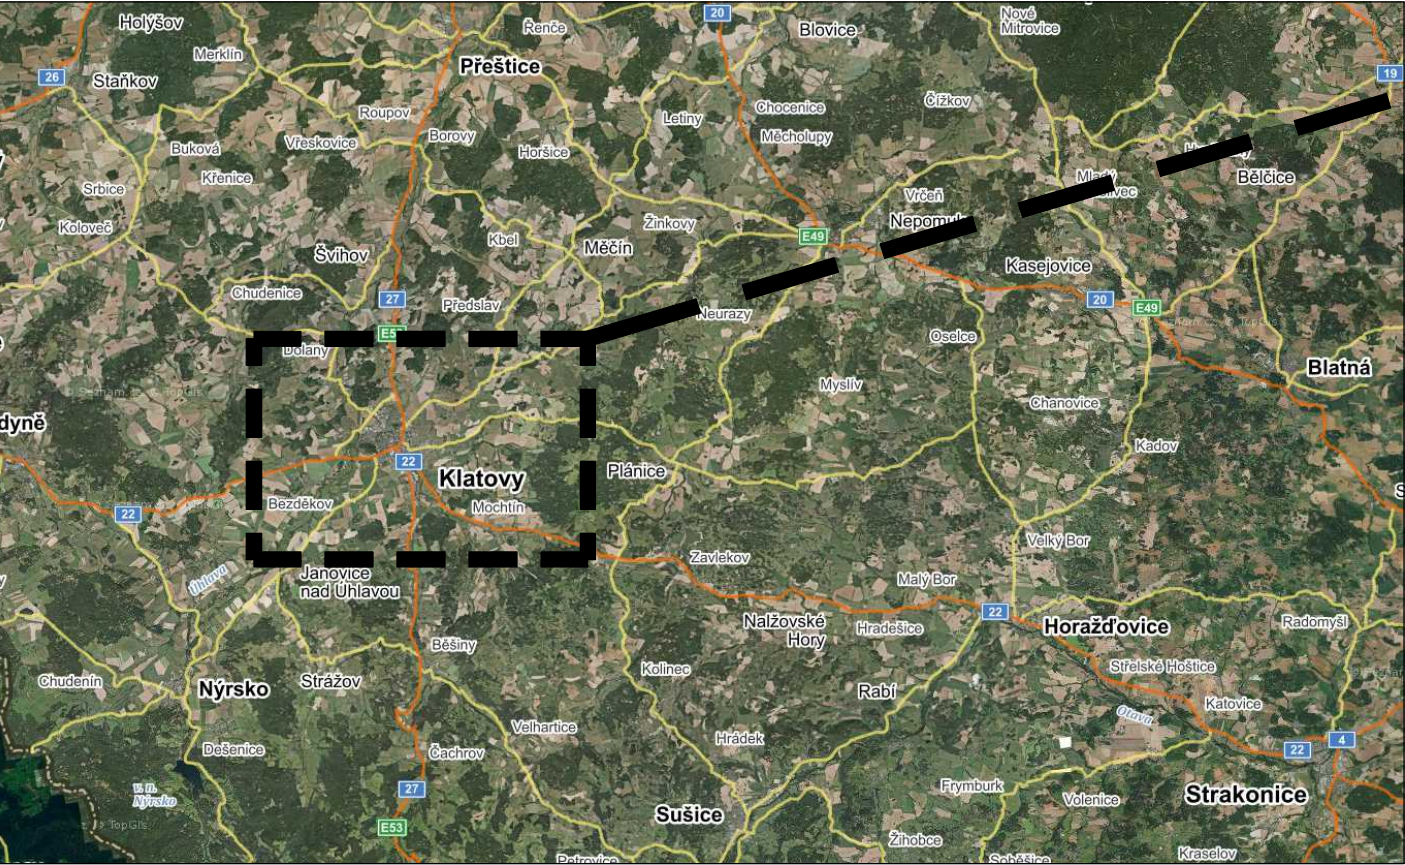 Holýšov
Řenče
20
Blovice
Nové
Mitrovice
Merklín
Přeštice
26
Staňkov
19
Roupov
Chocenice
Čížkov
Letiny
Borovy
Měcholupy
Vřeskovice
Buková
Horšice
Křenice
Bělčice
Srbice
Vrčeň
Koloveč
Žinkovy
Kbel
E49
Měčín
Švihov
Kasejovice
Chudenice
27
Předslav
20
E49
Neurazy
Oselce
Dolany
Blatná
Myslív
Chanovice
dyně
Kadov
22
Plánice
Klatovy
Bezděkov
Mochtín
22
Velký Bor
Zavlekov
Janovice
nad Úhlavou
Úhlava
Malý Bor
22
Nalžovské
Hory
Hradešice
Horažďovice
Radomyšl
Běšiny
Střelské Hoštice
Kolinec
Chudenín
Strážov
Nýrsko
Rabí
Katovice
Otava
Velhartice
Hrádek
4
Dešenice
Čachrov
22
v. n.
Nýrsko
27
Frymburk
Volenice
Strakonice
Sušice
E53
TopGis
Žihobce
Kraselov